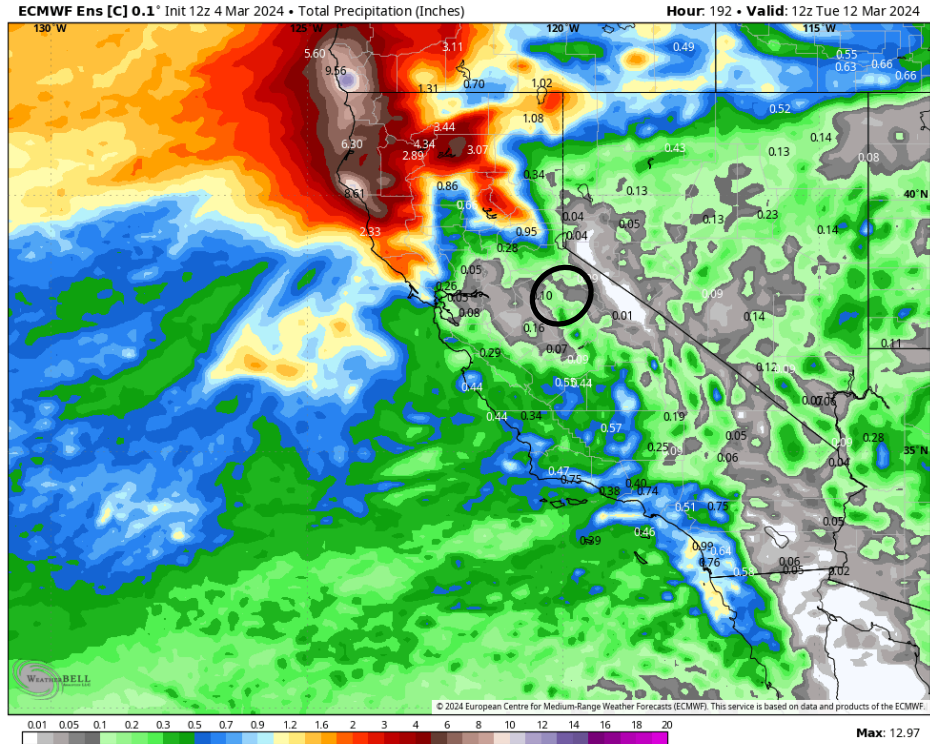 ECMWF Ens [C] 0.1° Init 12z 4 Mar 2024 • Total Precipitation (Inches) Hour: 192 • Valid: 12z Tue 12 Mar 2024
130°W 125°W 120°W 115°W
5.60 3.11 0.49 0.55
9.56 0.63 0.66
1.31 0.70 1.02 0.66
0.52
1.08
3.44 0.14
6.30 4.34 3.07 0.43 0.13
2.89 0.08
0.34
8.61 0.86 0.13 40°N
0.04 0.05 0.13 0.23
2.33 0.95 0.04 0.14
0.28
0.05
0.26 0.10 0.09
0.08 0.01 0.14
0.16
0.29 0.07 0.11
0.44 0.44
0.44 0.34 0.19
0.57 0.05 0.28
0.25 0.06 35°N
0.47 0.04
0.75 0.40
0.38 0.74
0.51 0.75
0.05
0.39 0.46
0.99 0.64
0.76 0.06
0.05 0.02
WEATHERBELL
© 2024 European Centre for Medium-Range Weather Forecasts (ECMWF). This service is based on data and products of the ECMWF.
0.01 0.05 0.1 0.2 0.3 0.5 0.7 0.9 1.2 1.6 2 3 4 6 8 10 12 14 16 18 20 Max: 12.97